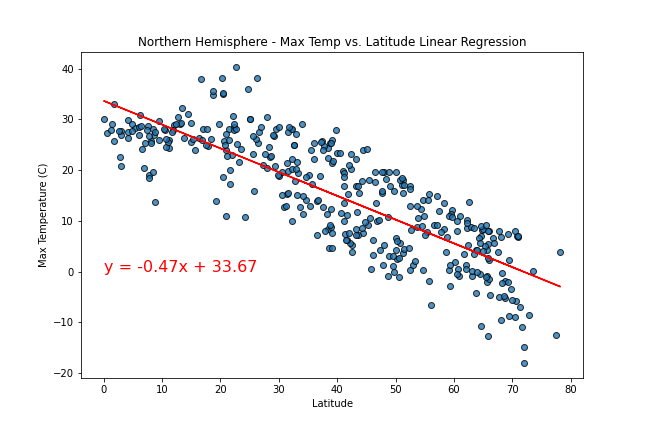 Northern Hemisphere - Max Temp vs. Latitude Linear Regression
40
30
20
10
0
−10
−20
Max Temperature (C)
y = -0.47x + 33.67
0 10 20 30 40 50 60 70 80
Latitude